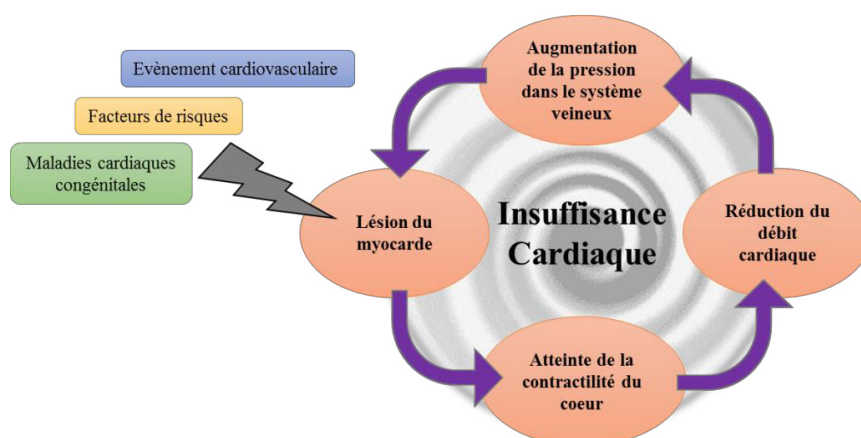 Evènement cardiovasculaire
Facteurs de risques
Maladies cardiaques
congénitales
Augmentation
de la pression
dans le système
veineux
Lésion du
myocarde
Insuffisance
Cardiaque
Réduction du
débit
cardiaque
Atteinte de la
contractilité du
coeur